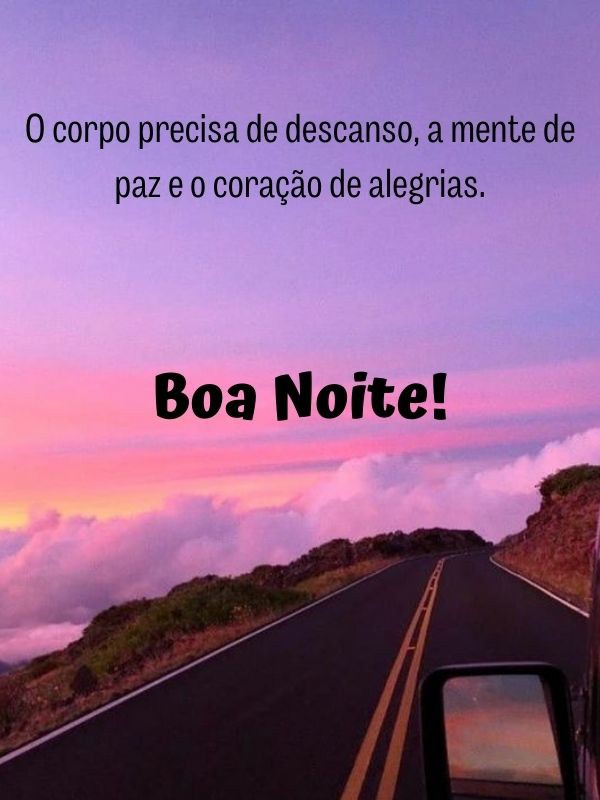 O corpo precisa de descanso, a mente de
paz e o coração de alegrias.
Boa Noite!